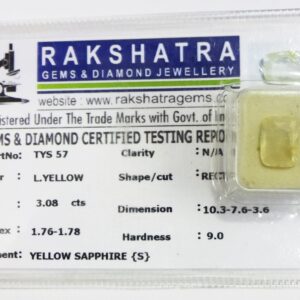 RAKSHATRA
GEMS & DIAMOND JEWELLERY
website : www.rakshatragems.c
istered Under The Trade Marks with Govt. of In
MS & DIAMOND CERTIFIED TESTING REPO
rtNo: TYS 57 Clarity : N/A
r : L.YELLOW Shape/cut : RECT
: 3.08 cts Dimension : 10.3-7.6-3.6
ex : 1.76-1.78 Hardness : 9.0
ment: YELLOW SAPPHIRE {S}